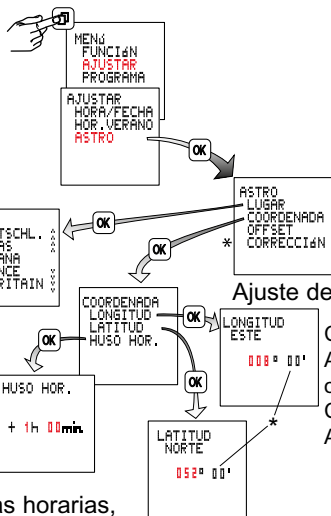 MENú
FUNCIóN
AJUSTAR
PROGRAMA
AJUSTAR
HORA/FECHA
HOR.VERANO
ASTRO
OK
ASTRO
LUGAR
COORDENADA
OFFSET
* CORRECCIóN
OK
TSCHL.
AS
ANA
NCE
RITAIN
OK
Ajuste de
COORDENADA
LONGITUD
LATITUD
HUSO HOR.
OK
OK
OK
LONGITUD
ESTE
008° 00'
HUSO HOR.
+ 1h 00min.
*
LATITUD
NORTE
052° 00'
as horarias,